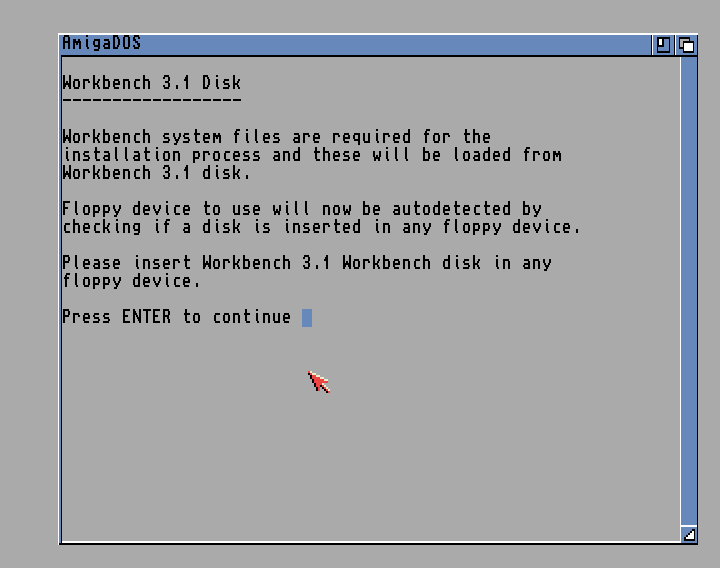 AmigaDOS
Workbench 3.1 Disk
------------------
Workbench system files are required for the
installation process and these will be loaded from
Workbench 3.1 disk.
Floppy device to use will now be autodetected by
checking if a disk is inserted in any floppy device.
Please insert Workbench 3.1 Workbench disk in any
floppy device.
Press ENTER to continue